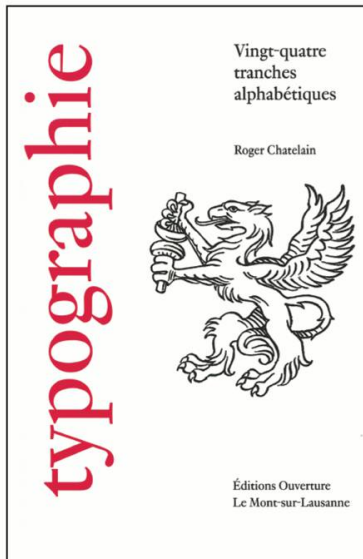 typographie
Vingt-quatre
tranches
alphabétiques
Roger Chatelain
Éditions Ouverture
Le Mont-sur-Lausanne